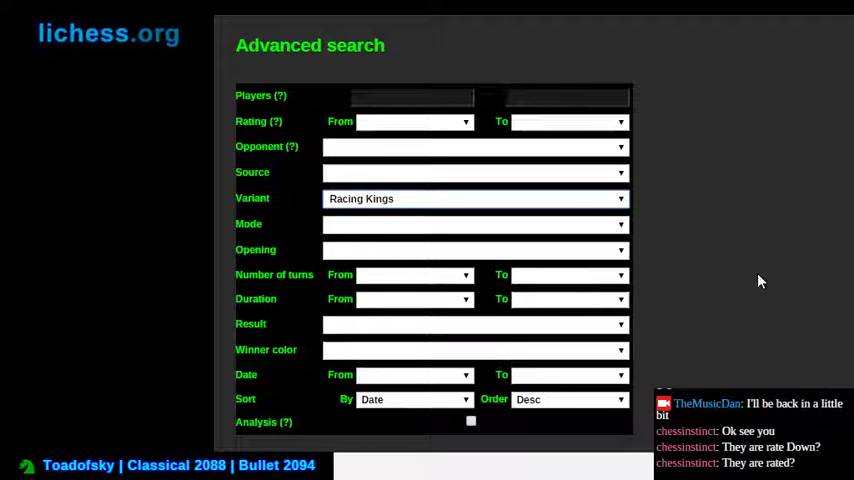 lichess.org
Advanced search
Players (?)
Rating (?) From To
Opponent (?)
Source
Variant Racing Kings
Mode
Opening
Number of turns From To
Duration From To
Result
Winner color
Date From To
Sort By Date Order Desc
Analysis (?)
TheMusicDan: I'll be back in a little
bit
chessinstinct: Ok see you
chessinstinct: They are rate Down?
chessinstinct: They are rated?
Toadofsky | Classical 2088 | Bullet 2094